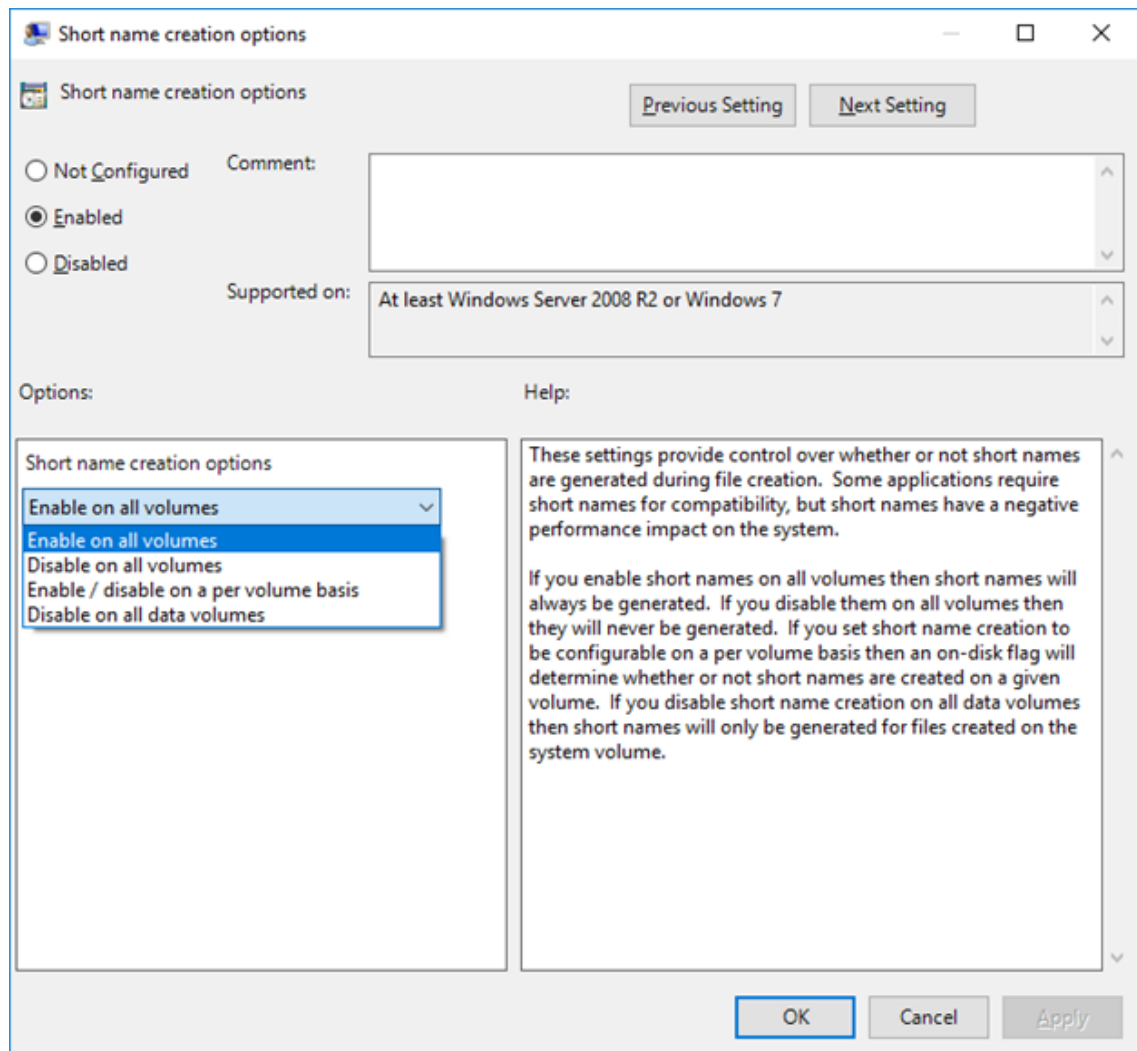 Short name creation options
Short name creation options
Previous Setting
Next Setting
Not Configured
Enabled
Disabled
Comment:
Supported on:
At least Windows Server 2008 R2 or Windows 7
Options:
Help:
Short name creation options
Enable on all volumes
Enable on all volumes
Disable on all volumes
Enable / disable on a per volume basis
Disable on all data volumes
These settings provide control over whether or not short names
are generated during file creation.  Some applications require
short names for compatibility, but short names have a negative
performance impact on the system.
If you enable short names on all volumes then short names will
always be generated.  If you disable them on all volumes then
they will never be generated.  If you set short name creation to
be configurable on a per volume basis then an on-disk flag will
determine whether or not short names are created on a given
volume.  If you disable short name creation on all data volumes
then short names will only be generated for files created on the
system volume.
OK
Cancel
Apply